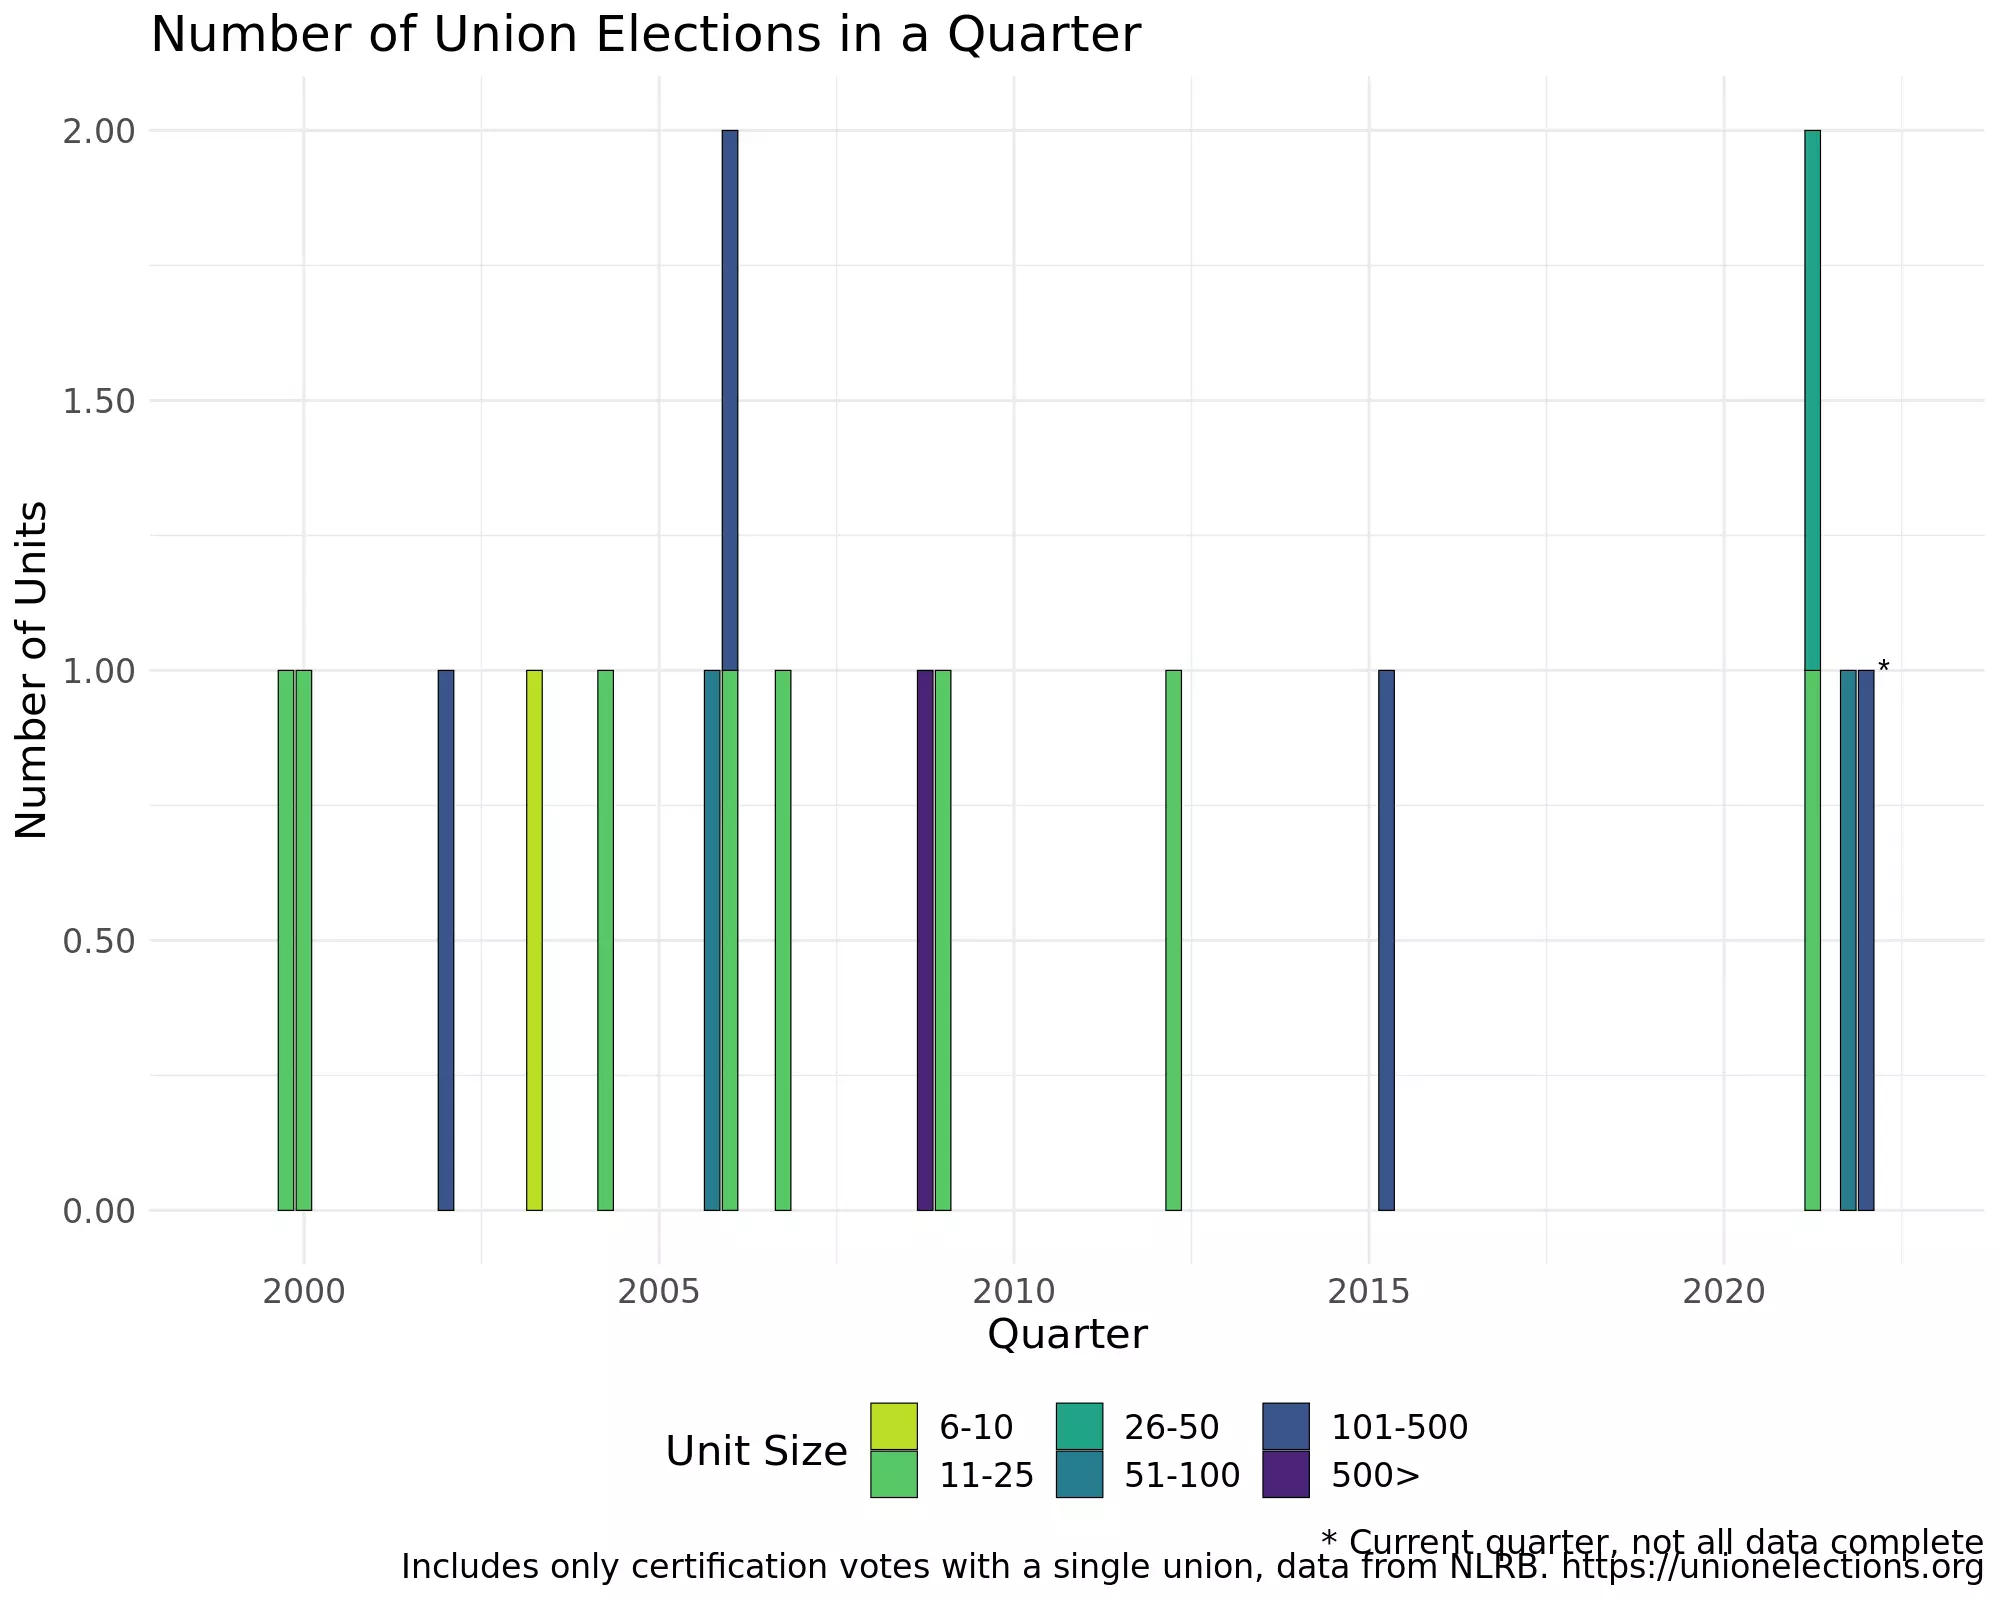 Number of Union Elections in a Quarter
Number of Units
2.00
1.50
1.00
0.50
0.00
*
2000 2005 2010 2015 2020
Quarter
Unit Size
6-10 26-50 101-500
11-25 51-100 500>
* Current quarter, not all data complete
Includes only certification votes with a single union, data from NLRB. https://unionelections.org